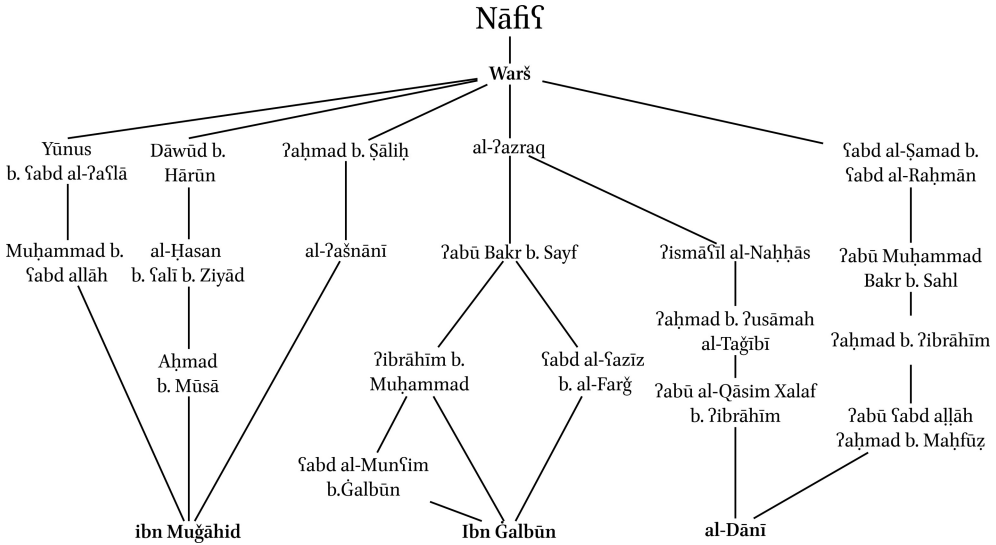 Nāfiʕ
Warš
Yūnus
b. ʕabd al-ʔaʕlā
Dāwūd b.
Hārūn
ʔaḥmad b. Ṣāliḥ
al-ʔazraq
ʕabd al-Ṣamad b.
ʕabd al-Raḥmān
Muḥammad b.
ʕabd allāh
al-Ḥasan
b. ʕalī b. Ziyād
al-ʔašnānī
ʔabū Bakr b. Sayf
ʔismāʕīl al-Naḥḥās
ʔabū Muḥammad
Bakr b. Sahl
Aḥmad
b. Mūsā
ʔibrāhīm b.
Muḥammad
ʕabd al-ʕazīz
b. al-Farǧ
ʔaḥmad b. ʔusāmah
al-Taǧībī
ʔaḥmad b. ʔibrāhīm
ʔabū al-Qāsim Xalaf
b. ʔibrāhīm
ʔabū ʕabd aḷḷāh
ʔaḥmad b. Maḥfūẓ
ʕabd al-Munʕim
b.Ġalbūn
ibn Muǧāhid
Ibn Ġalbūn
al-Dānī